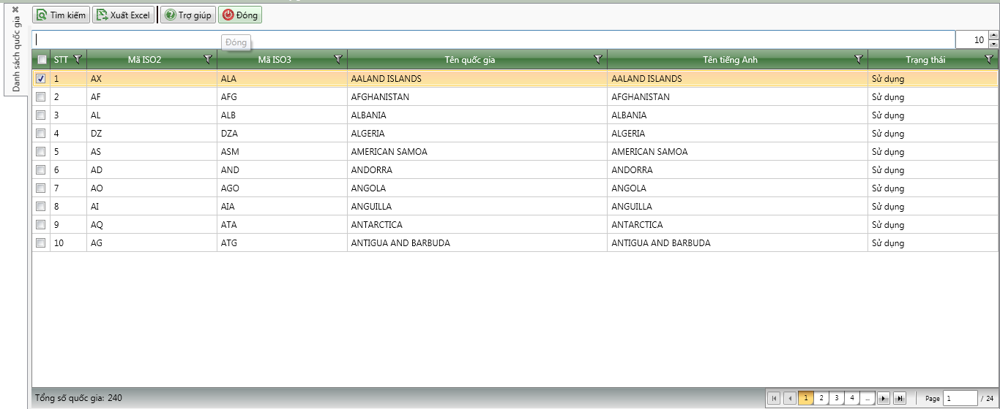 Danh sách quốc gia
Tìm kiếm Xuất Excel Trợ giúp Đóng
Đóng
10
STT Mã ISO2 Mã ISO3 Tên quốc gia Tên tiếng Anh Trạng thái
1 AX ALA AALAND ISLANDS AALAND ISLANDS Sử dụng
2 AF AFG AFGHANISTAN AFGHANISTAN Sử dụng
3 AL ALB ALBANIA ALBANIA Sử dụng
4 DZ DZA ALGERIA ALGERIA Sử dụng
5 AS ASM AMERICAN SAMOA AMERICAN SAMOA Sử dụng
6 AD AND ANDORRA ANDORRA Sử dụng
7 AO AGO ANGOLA ANGOLA Sử dụng
8 AI AIA ANGUILLA ANGUILLA Sử dụng
9 AQ ATA ANTARCTICA ANTARCTICA Sử dụng
10 AG ATG ANTIGUA AND BARBUDA ANTIGUA AND BARBUDA Sử dụng
Tổng số quốc gia: 240 1 2 3 4 ... Page 1 / 24